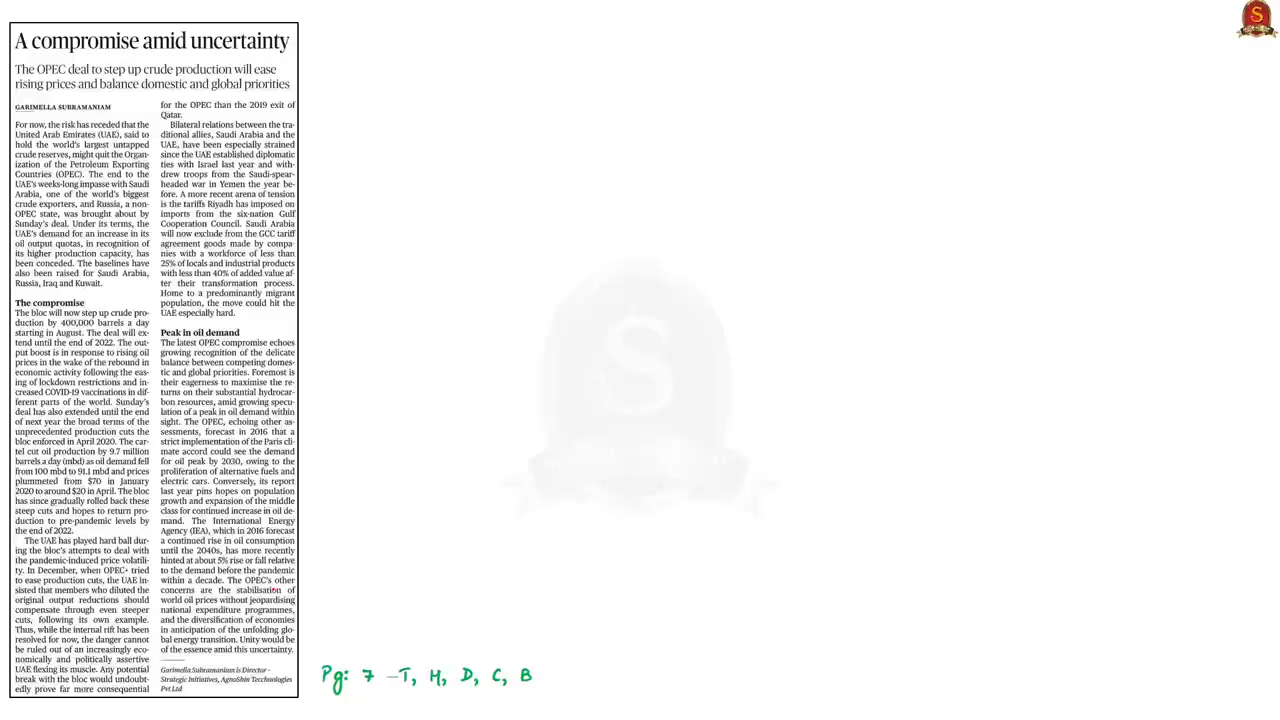 A compromise amid uncertainty
The OPEC deal to step up crude production will ease
rising prices and balance domestic and global priorities
GARIMELLA SUBRAMANIAM
For now, the risk has receded that the
United Arab Emirates (UAE), said to
hold the world's largest untapped
crude reserves, might quit the Organ-
ization of the Petroleum Exporting
Countries (OPEC). The end to the
UAE's weeks-long impasse with Saudi
Arabia, one of the world's biggest
crude exporters, and Russia, a non-
OPEC state, was brought about by
Sunday's deal. Under its terms, the
UAE's demand for an increase in its
oil output quotas, in recognition of
its higher production capacity, has
been conceded. The baselines have
also been raised for Saudi Arabia,
Russia, Iraq and Kuwait.
The compromise
The bloc will now step up crude pro-
duction by 400,000 barrels a day
starting in August. The deal will ex-
tend until the end of 2022. The out-
put boost is in response to rising oil
prices in the wake of the rebound in
economic activity following the eas-
ing of lockdown restrictions and in-
creased COVID-19 vaccinations in dif-
ferent parts of the world. Sunday's
deal has also extended until the end
of next year the broad terms of the
unprecedented production cuts the
bloc enforced in April 2020. The car-
tel cut oil production by 9.7 million
barrels a day (mbd) as oil demand fell
from 100 mbd to 91.1 mbd and prices
plummeted from $70 in January
2020 to around $20 in April. The bloc
has since gradually rolled back these
steep cuts and hopes to return pro-
duction to pre-pandemic levels by
the end of 2022.
The UAE has played hard ball dur-
ing the bloc's attempts to deal with
the pandemic-induced price volatili-
ty. In December, when OPEC+ tried
to ease production cuts, the UAE in-
sisted that members who diluted the
original output reductions should
compensate through even steeper
cuts, following its own example.
Thus, while the internal rift has been
resolved for now, the danger cannot
be ruled out of an increasingly eco-
nomically and politically assertive
UAE flexing its muscle. Any potential
break with the bloc would undoubt-
edly prove far more consequential
for the OPEC than the 2019 exit of
Qatar.
Bilateral relations between the tra-
ditional allies, Saudi Arabia and the
UAE, have been especially strained
since the UAE established diplomatic
ties with Israel last year and with-
drew troops from the Saudi-spear-
headed war in Yemen the year be-
fore. A more recent arena of tension
is the tariffs Riyadh has imposed on
imports from the six-nation Gulf
Cooperation Council. Saudi Arabia
will now exclude from the GCC tariff
agreement goods made by compa-
nies with a workforce of less than
25% of locals and industrial products
with less than 40% of added value af-
ter their transformation process.
Home to a predominantly migrant
population, the move could hit the
UAE especially hard.
Peak in oil demand
The latest OPEC compromise echoes
growing recognition of the delicate
balance between competing domes-
tic and global priorities. Foremost is
their eagerness to maximise the re-
turns on their substantial hydrocar-
bon resources, amid growing specu-
lation of a peak in oil demand within
sight. The OPEC, echoing other as-
sessments, forecast in 2016 that a
strict implementation of the Paris cli-
mate accord could see the demand
for oil peak by 2030, owing to the
proliferation of alternative fuels and
electric cars. Conversely, its report
last year pins hopes on population
growth and expansion of the middle
class for continued increase in oil de-
mand. The International Energy
Agency (IEA), which in 2016 forecast
a continued rise in oil consumption
until the 2040s, has more recently
hinted at about 5% rise or fall relative
to the demand before the pandemic
within a decade. The OPEC's other
concerns are the stabilisation of
world oil prices without jeopardising
national expenditure programmes,
and the diversification of economies
in anticipation of the unfolding glo-
bal energy transition. Unity would be
of the essence amid this uncertainty.
Garimella Subramaniam is Director -
Strategic Initiatives, AgnoShin Tecchnologies
Pvt Ltd
Pg: 7 – T, H, D, C, B
S
S